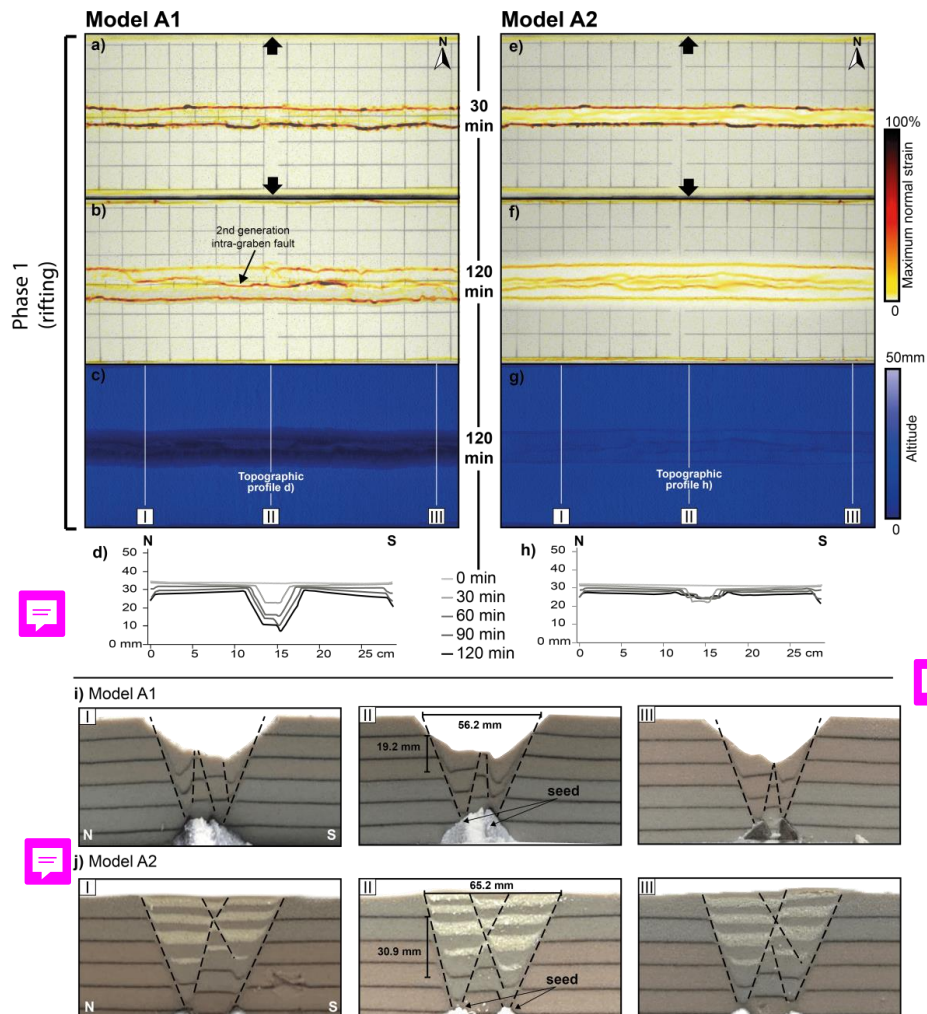 Model A1
Model A2
Phase 1
(rifting)
a)
N
e)
N
30
min
b)
2nd generation
intra-graben fault
f)
120
min
100%
Maximum normal strain
0
c)
Topographic
profile d)
I
II
III
120
min
g)
Topographic
profile h)
I
II
III
50mm
Altitude
0
d)
N
S
50
40
30
20
10
0 mm
0
5
10
15
20
25 cm
0 min
30 min
60 min
90 min
120 min
h)
N
S
50
40
30
20
10
0 mm
0
5
10
15
20
25 cm
i) Model A1
I
N
S
II
56.2 mm
19.2 mm
seed
III
j) Model A2
I
N
S
II
65.2 mm
30.9 mm
seed
III